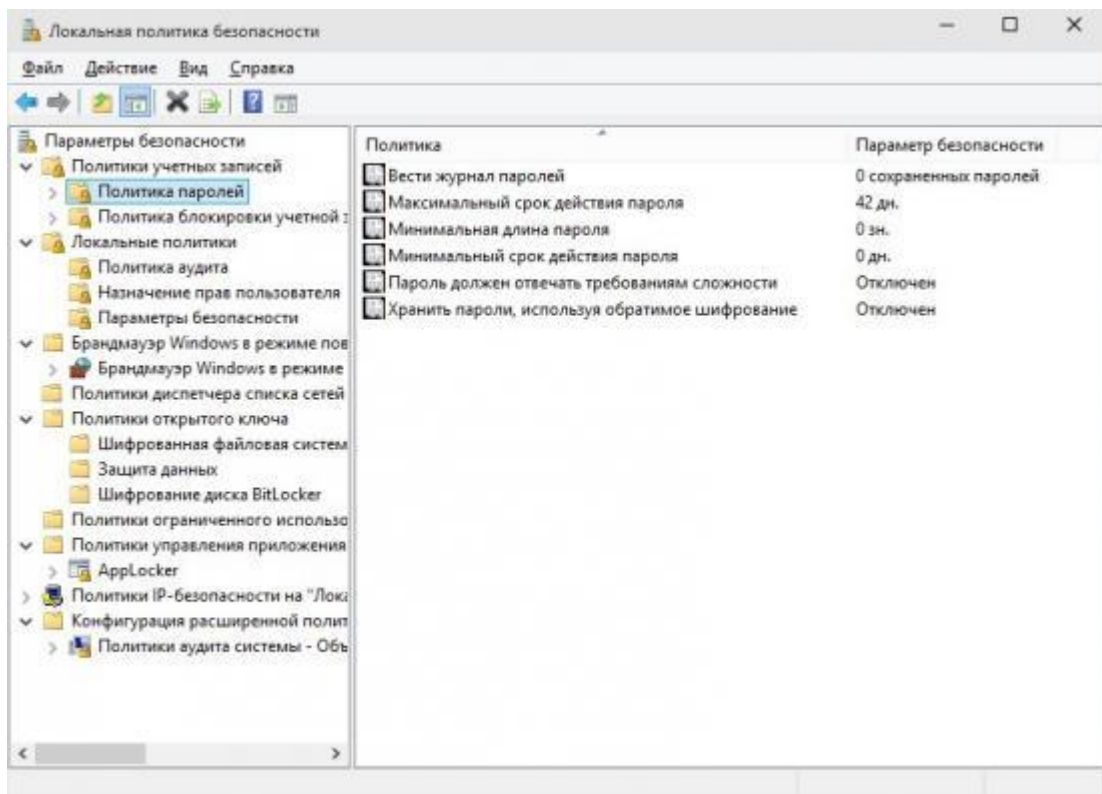 Локальная политика безопасности
Файл Действие Вид Справка
Параметры безопасности
Политики учетных записей
Политика паролей
Политика блокировки учетной з
Локальные политики
Политика аудита
Назначение прав пользователя
Параметры безопасности
Брандмауэр Windows в режиме пов
Брандмауэр Windows в режиме
Политики диспетчера списка сетей
Политики открытого ключа
Шифрованная файловая систем
Защита данных
Шифрование диска BitLocker
Политики ограниченного использо
Политики управления приложения
AppLocker
Политики IP-безопасности на "Лока
Конфигурация расширенной полит
Политики аудита системы - Объ
Политика Параметр безопасности
Вести журнал паролей 0 сохраненных паролей
Максимальный срок действия пароля 42 дн.
Минимальная длина пароля 0 зн.
Минимальный срок действия пароля 0 дн.
Пароль должен отвечать требованиям сложности Отключен
Хранить пароли, используя обратимое шифрование Отключен